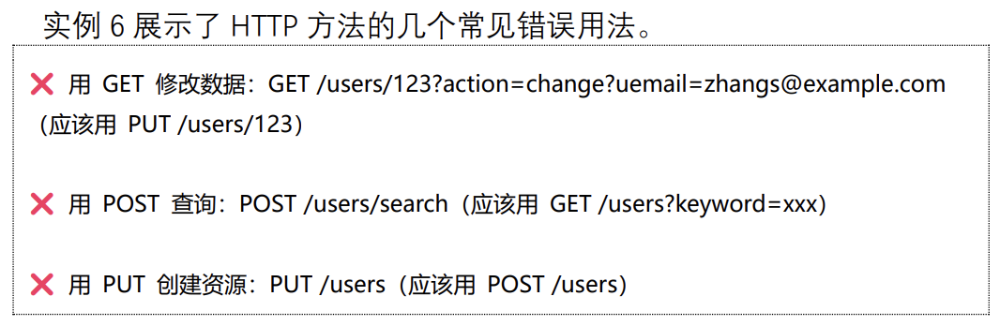 实例 6 展示了 HTTP 方法的几个常见错误用法。
❌ 用 GET 修改数据：GET /users/123?action=change?uemail=zhangs@example.com
（应该用 PUT /users/123）
❌ 用 POST 查询：POST /users/search（应该用 GET /users?keyword=xxx）
❌ 用 PUT 创建资源：PUT /users（应该用 POST /users）